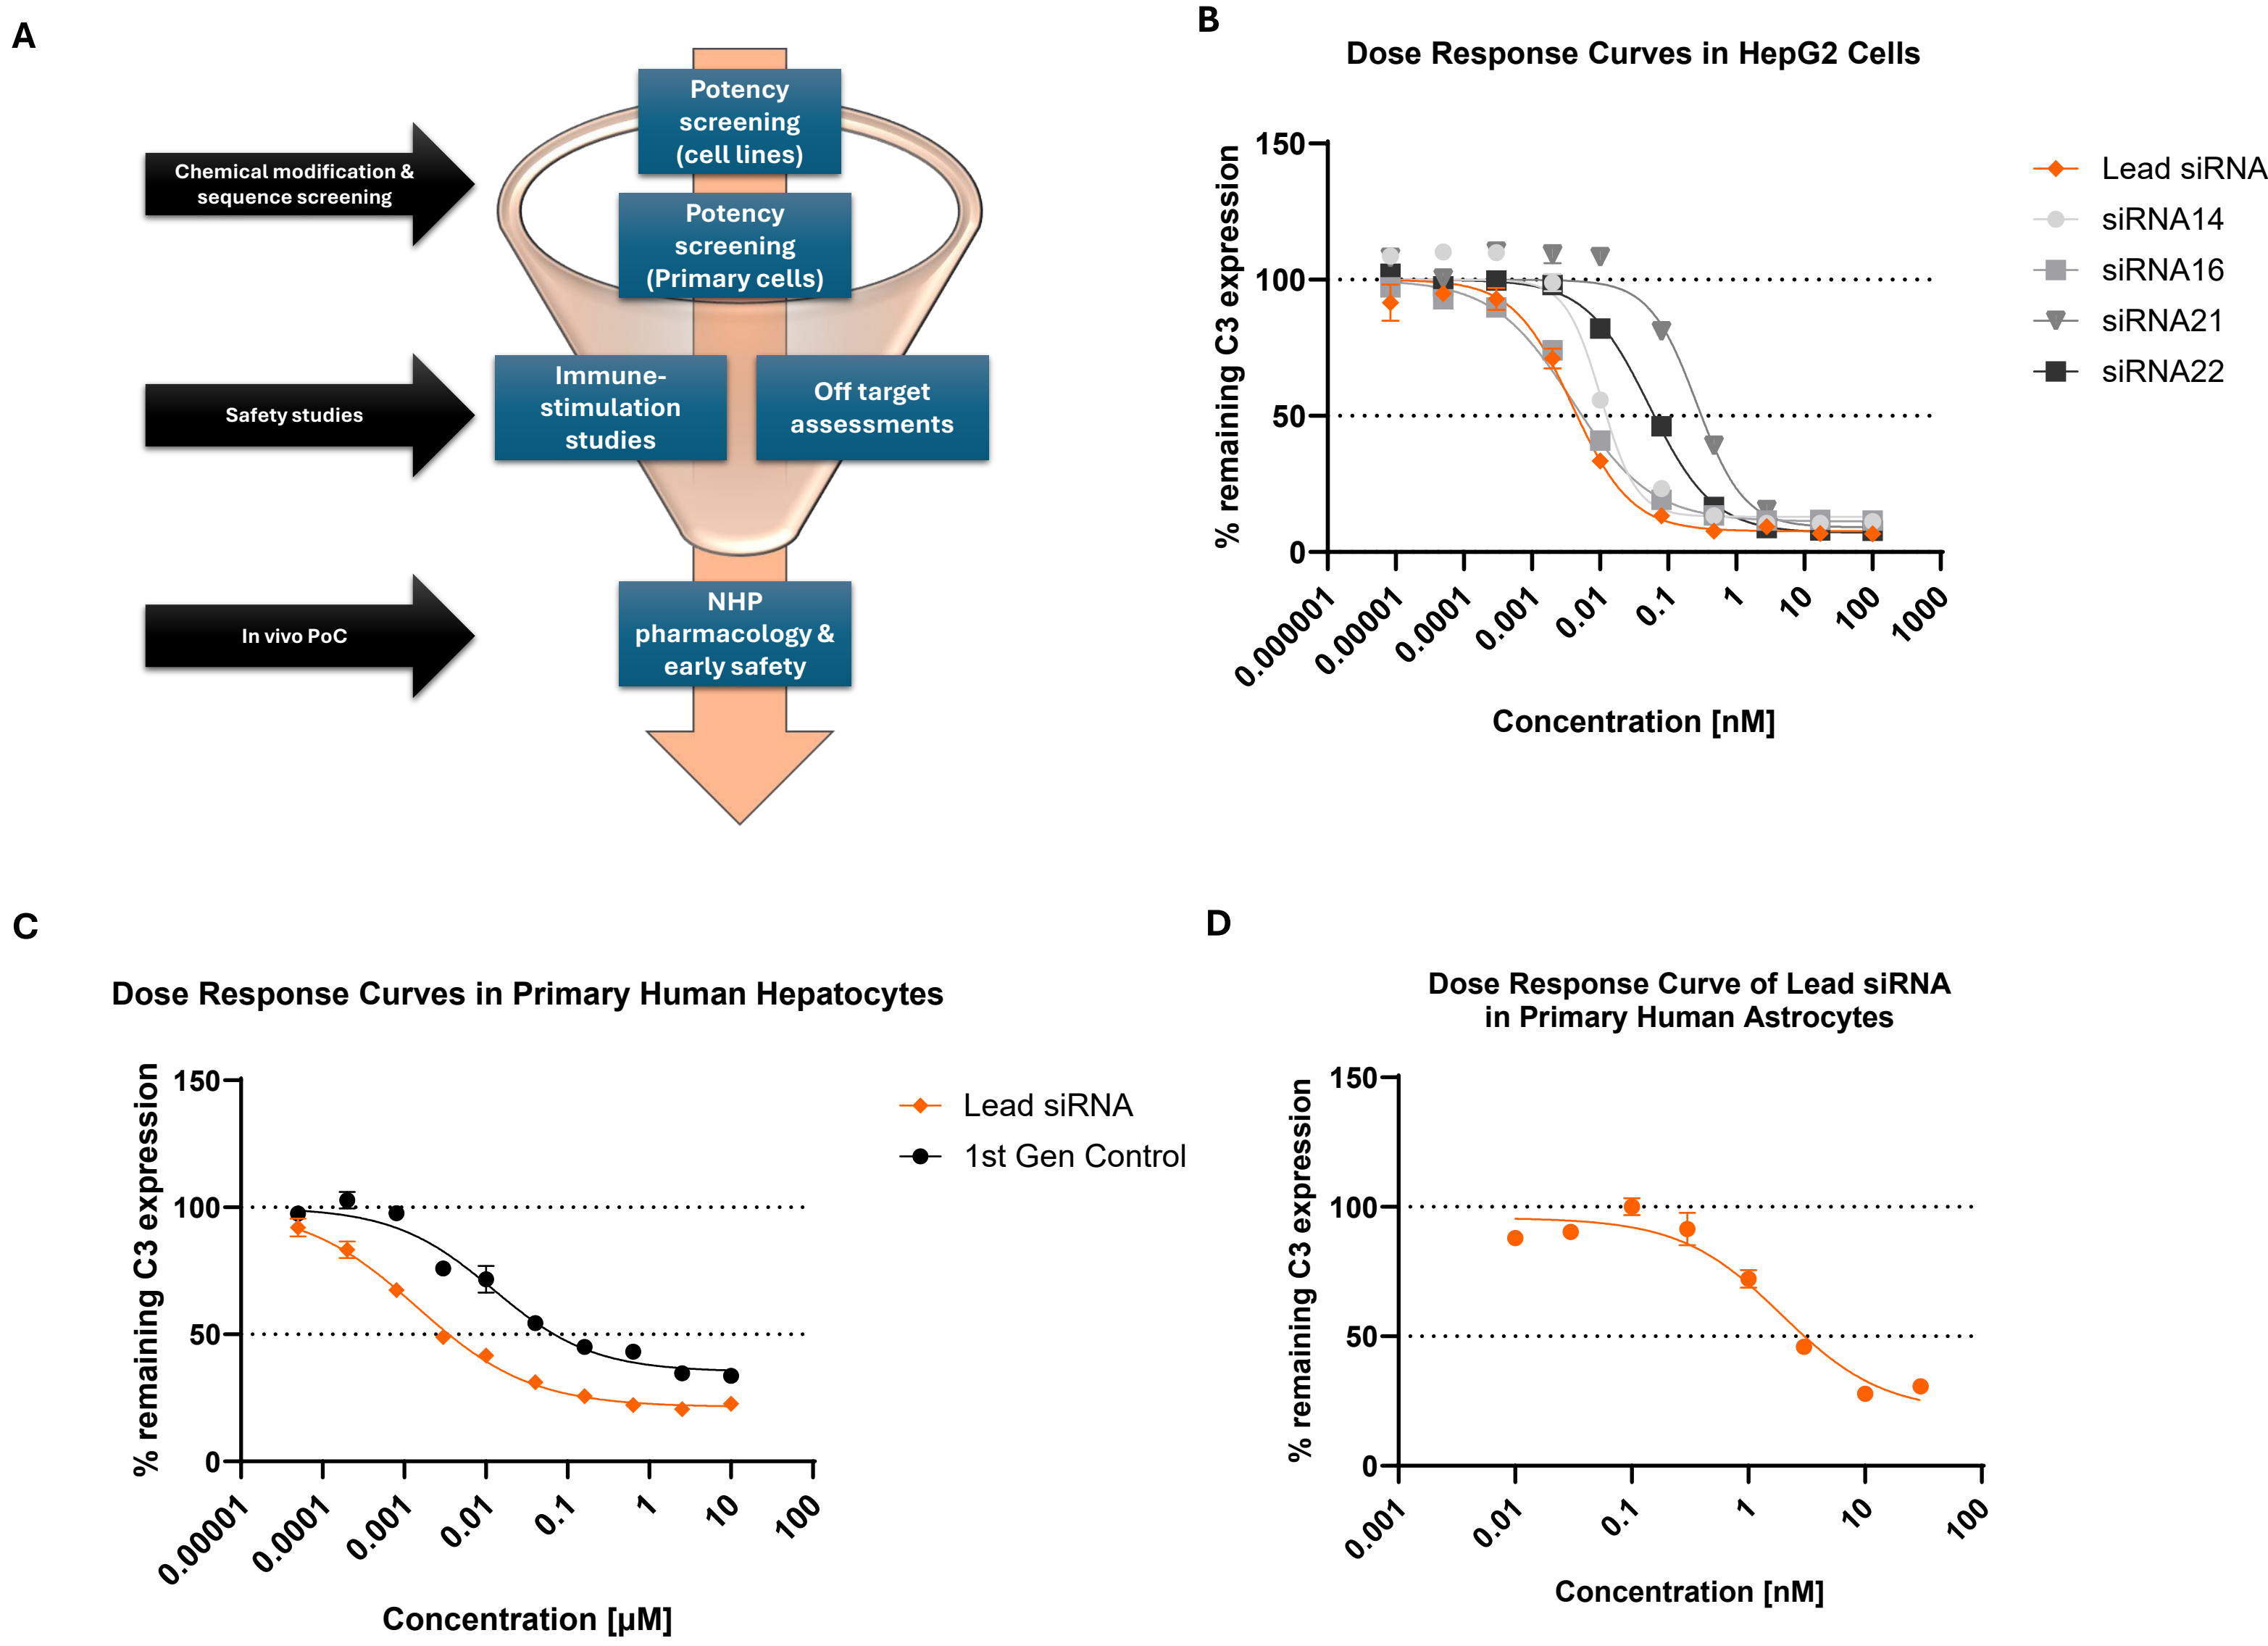 A
Potency
screening
(cell lines)
Chemical modification &
sequence screening
Potency
screening
(Primary cells)
Immune-
stimulation
studies
Off target
assessments
Safety studies
NHP
pharmacology &
early safety
In vivo PoC
B
Dose Response Curves in HepG2 Cells
% remaining C3 expression
150
100
50
0
0.000001
0.00001
0.0001
0.001
0.01
0.1
1
10
100
1000
Concentration [nM]
Lead siRNA
siRNA14
siRNA16
siRNA21
siRNA22
C
Dose Response Curves in Primary Human Hepatocytes
% remaining C3 expression
150
100
50
0
0.00001
0.0001
0.001
0.01
0.1
1
10
100
Concentration [µM]
Lead siRNA
1st Gen Control
D
Dose Response Curve of Lead siRNA
in Primary Human Astrocytes
% remaining C3 expression
150
100
50
0
0.001
0.01
0.1
1
10
100
Concentration [nM]